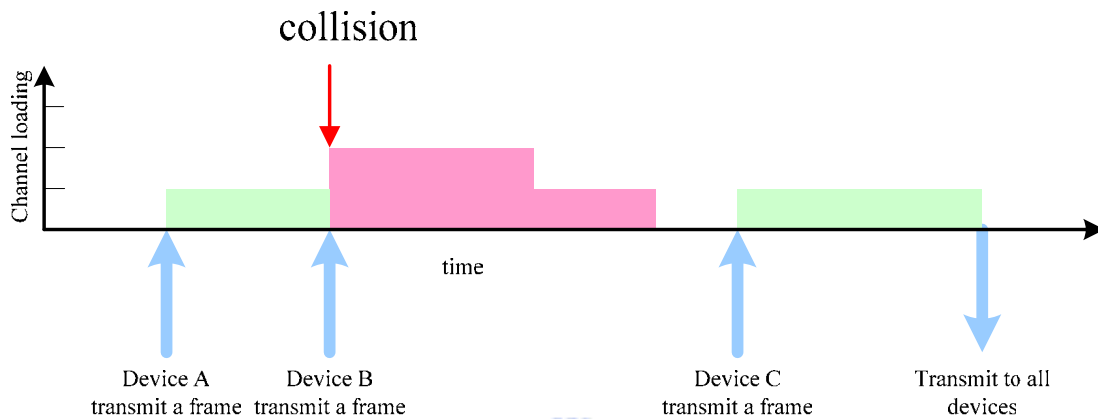 collision
Channel loading
time
Device A
transmit a frame
Device B
transmit a frame
Device C
transmit a frame
Transmit to all
devices